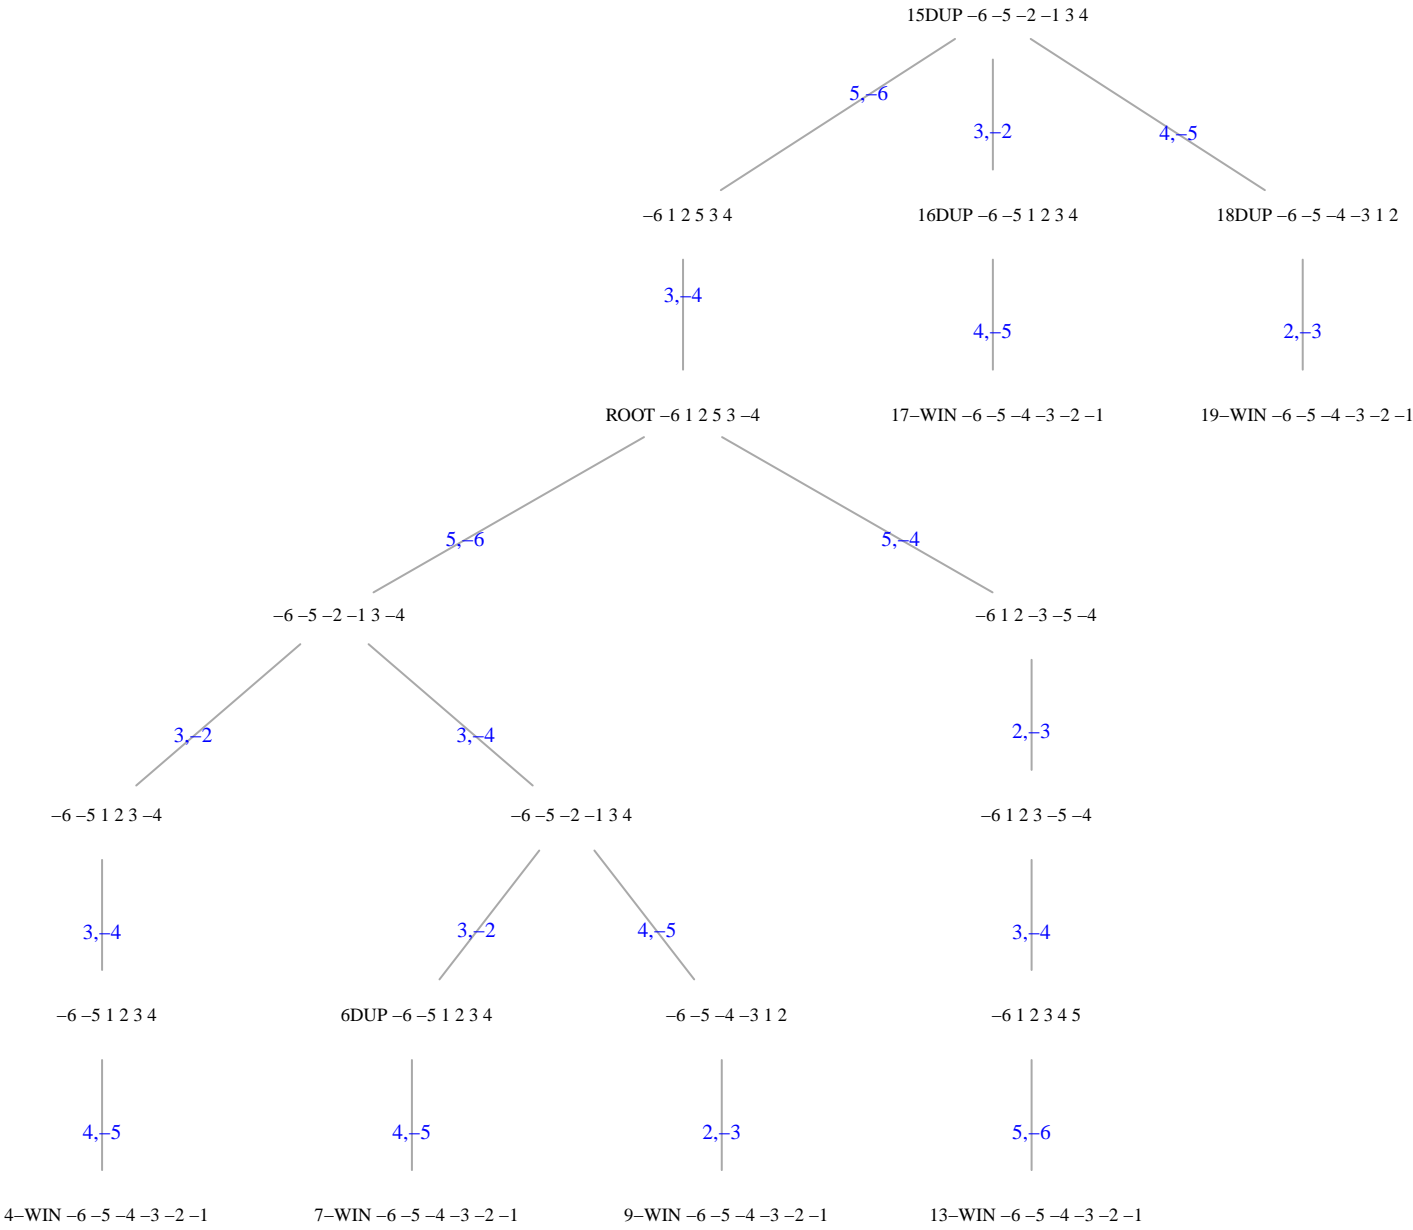 15DUP −6 −5 −2 −1 3 4
5,−6
3,−2
4,−5
−6 1 2 5 3 4
16DUP −6 −5 1 2 3 4
18DUP −6 −5 −4 −3 1 2
3,−4
4,−5
2,−3
ROOT −6 1 2 5 3 −4
17−WIN −6 −5 −4 −3 −2 −1
19−WIN −6 −5 −4 −3 −2 −1
5,−6
5,−4
−6 −5 −2 −1 3 −4
−6 1 2 −3 −5 −4
3,−2
3,−4
2,−3
−6 −5 1 2 3 −4
−6 −5 −2 −1 3 4
−6 1 2 3 −5 −4
3,−4
3,−2
4,−5
3,−4
−6 −5 1 2 3 4
6DUP −6 −5 1 2 3 4
−6 −5 −4 −3 1 2
−6 1 2 3 4 5
4,−5
4,−5
2,−3
5,−6
4−WIN −6 −5 −4 −3 −2 −1
7−WIN −6 −5 −4 −3 −2 −1
9−WIN −6 −5 −4 −3 −2 −1
13−WIN −6 −5 −4 −3 −2 −1